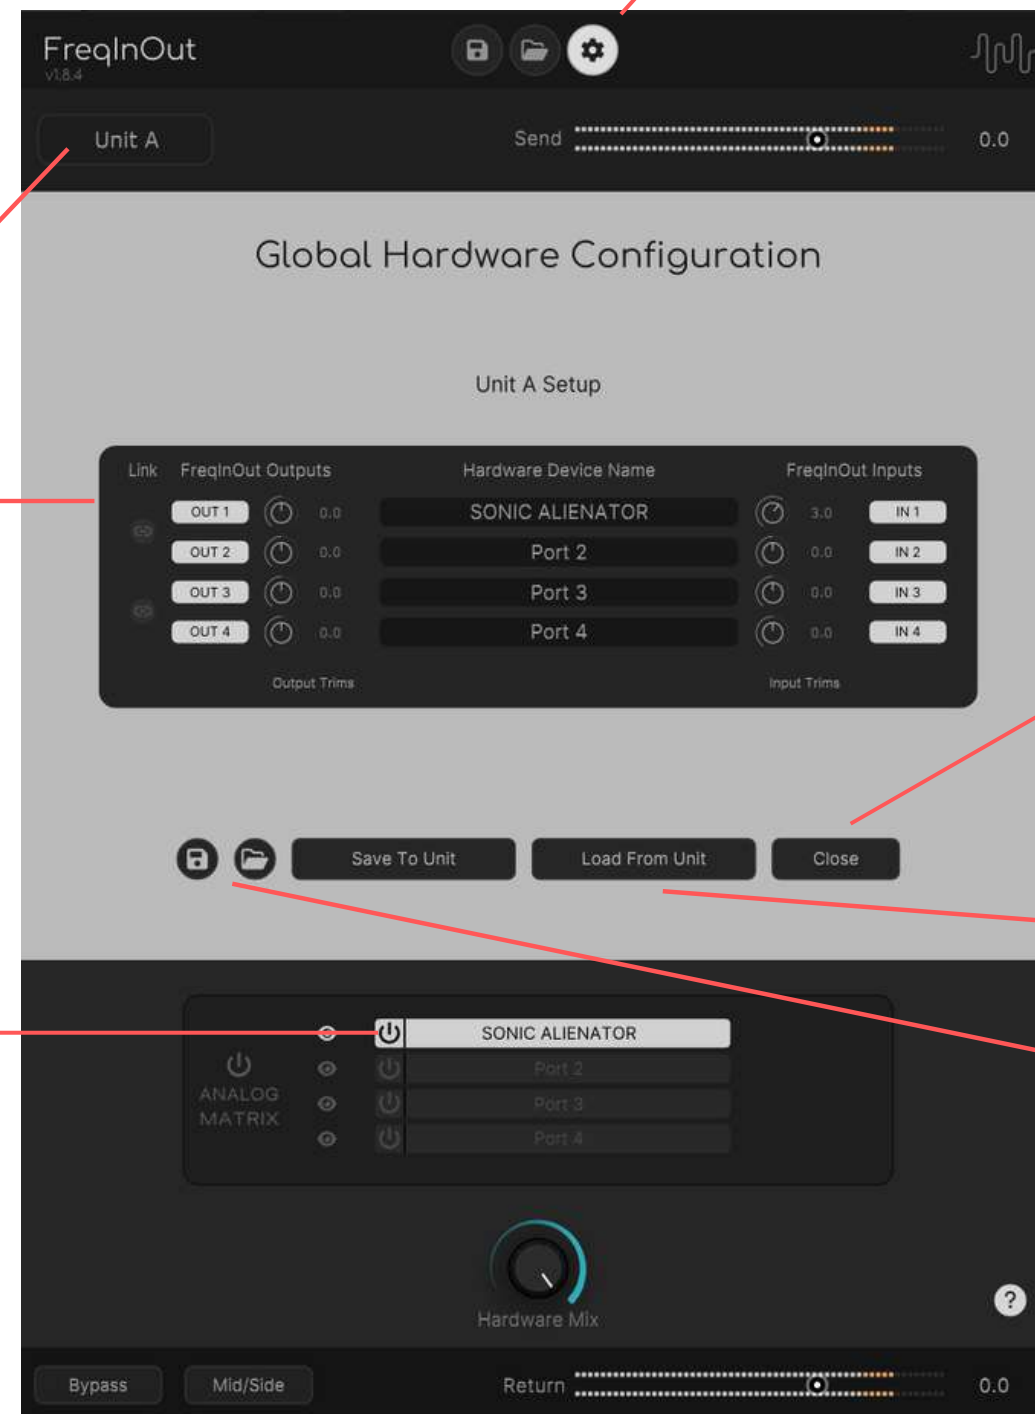 FreqInOut
v1.8.4
Unit A
Send
0.0
Global Hardware Configuration
Unit A Setup
Link FreqInOut Outputs Hardware Device Name FreqInOut Inputs
OUT 1 0.0 SONIC ALIENATOR 3.0 IN 1
OUT 2 0.0 Port 2 0.0 IN 2
OUT 3 0.0 Port 3 0.0 IN 3
OUT 4 0.0 Port 4 0.0 IN 4
Output Trims Input Trims
Save To Unit Load From Unit Close
SONIC ALIENATOR
Port 2
Port 3
Port 4
ANALOG
MATRIX
Hardware Mix
?
Bypass Mid/Side Return 0.0